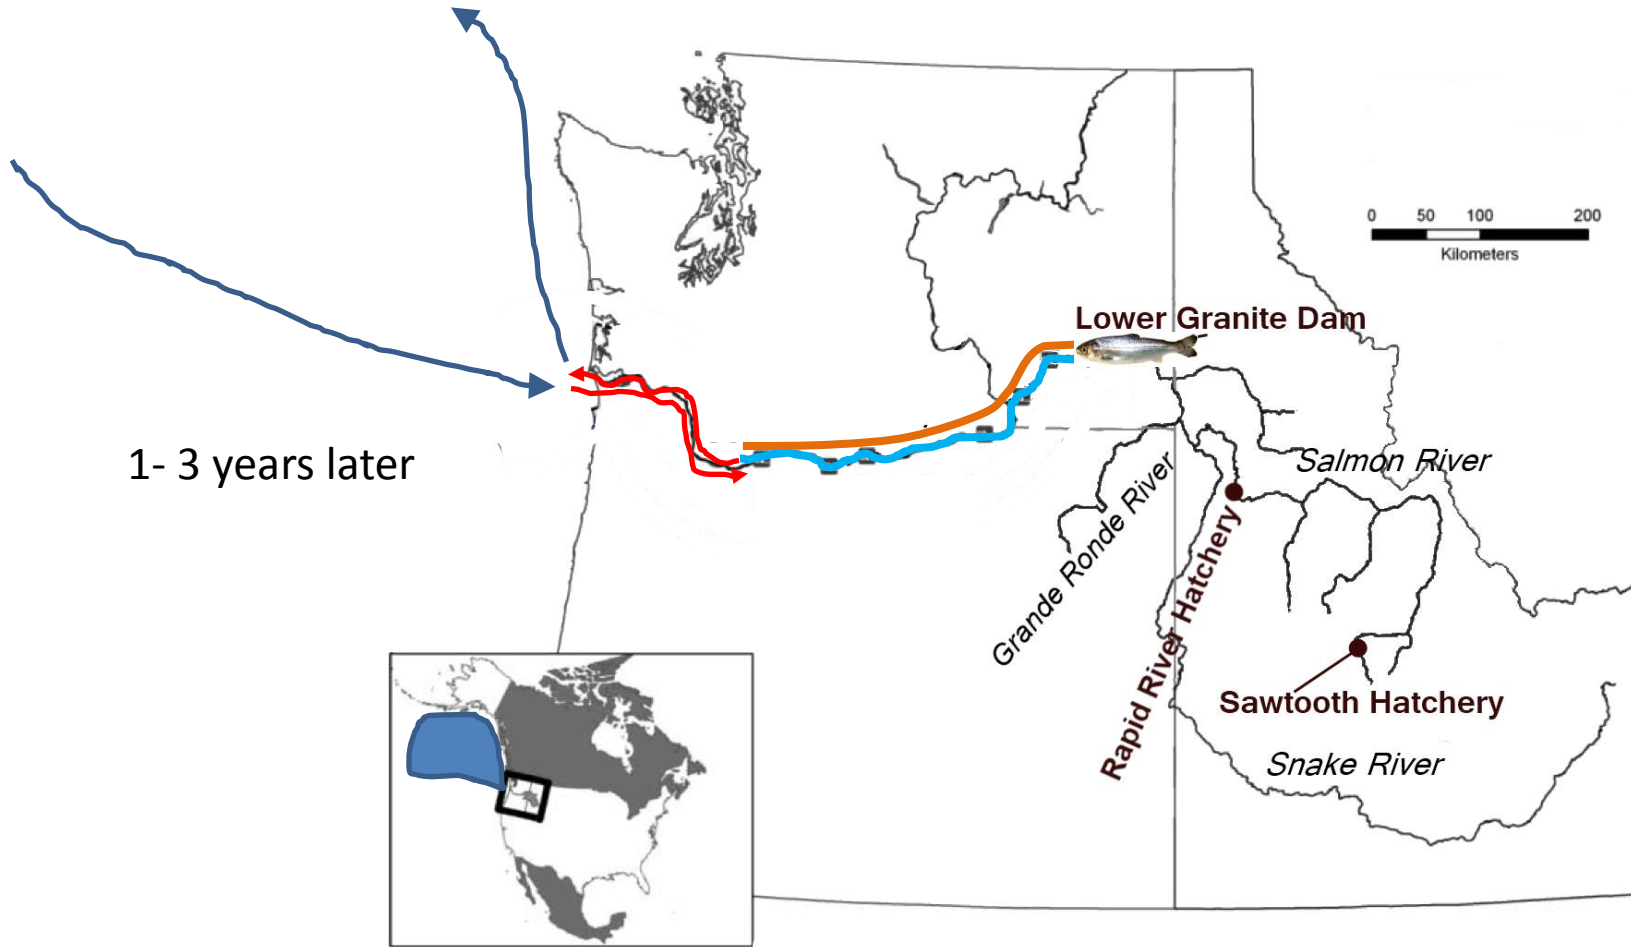 0 50 100 200
Kilometers
Lower Granite Dam
1- 3 years later
Salmon River
Grande Ronde River
Rapid River Hatchery
Sawtooth Hatchery
Snake River